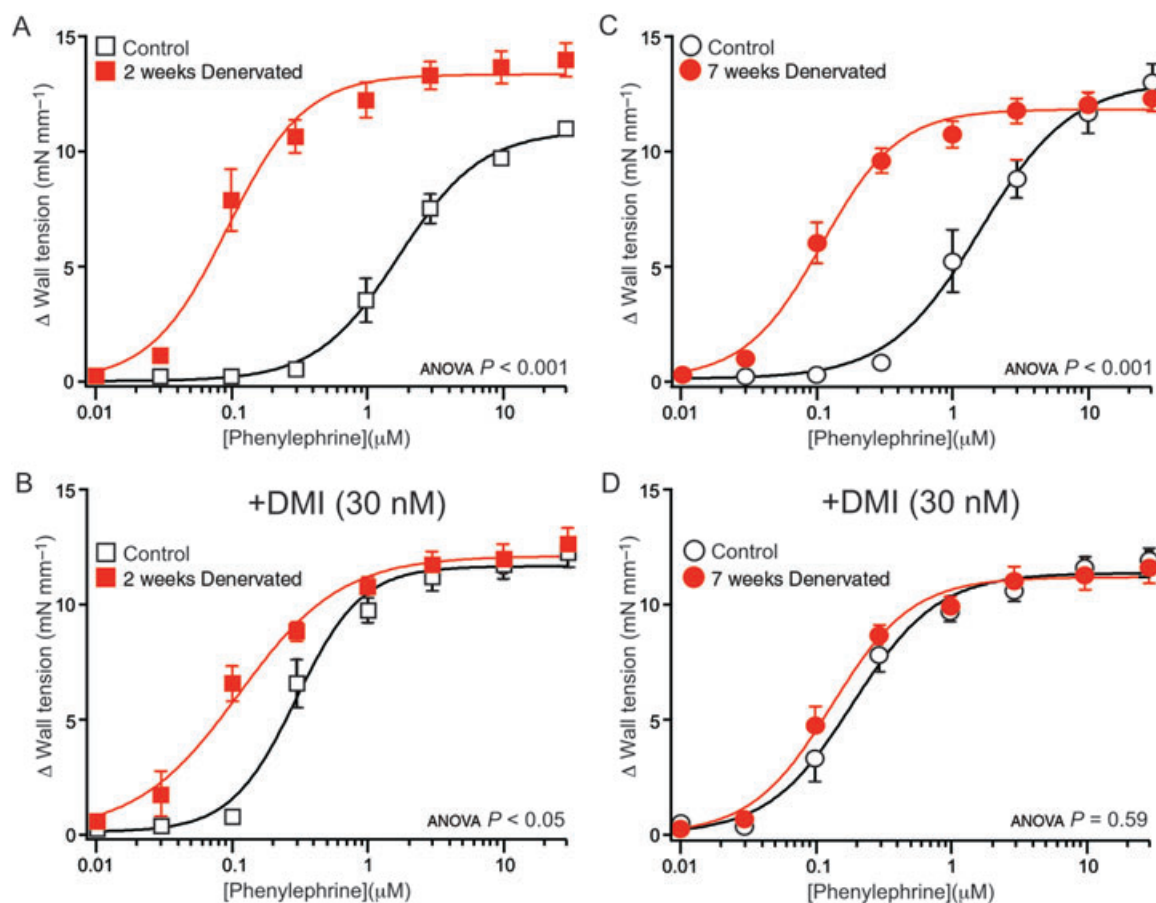 A
15
Control
2 weeks Denervated
10
5
0
Δ Wall tension (mN mm⁻¹)
ANOVA P < 0.001
0.01
0.1
1
10
[Phenylephrine](μM)
C
15
Control
7 weeks Denervated
10
5
0
Δ Wall tension (mN mm⁻¹)
ANOVA P < 0.001
0.01
0.1
1
10
[Phenylephrine](μM)
B
15
+DMI (30 nM)
Control
2 weeks Denervated
10
5
0
Δ Wall tension (mN mm⁻¹)
ANOVA P < 0.05
0.01
0.1
1
10
[Phenylephrine](μM)
D
15
+DMI (30 nM)
Control
7 weeks Denervated
10
5
0
Δ Wall tension (mN mm⁻¹)
ANOVA P = 0.59
0.01
0.1
1
10
[Phenylephrine](μM)